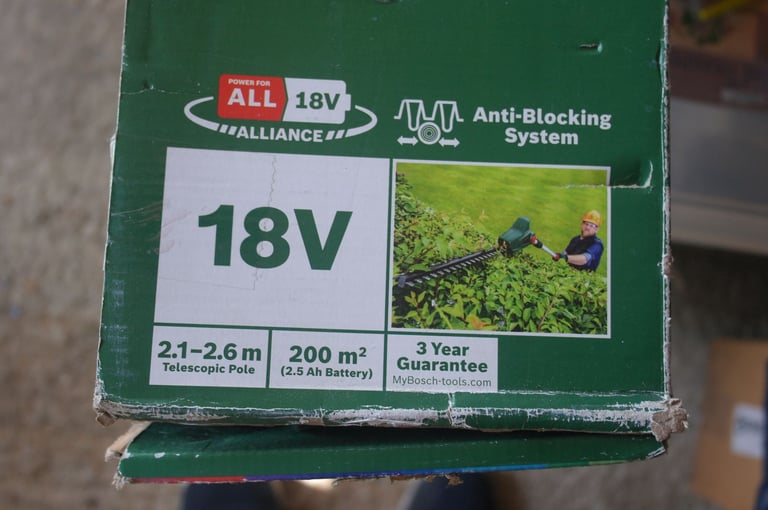 POWER FOR
ALL 18V
ALLIANCE
Anti-Blocking
System
18V
2.1–2.6 m
Telescopic Pole
200 m²
(2.5 Ah Battery)
3 Year
Guarantee
MyBosch-tools.com